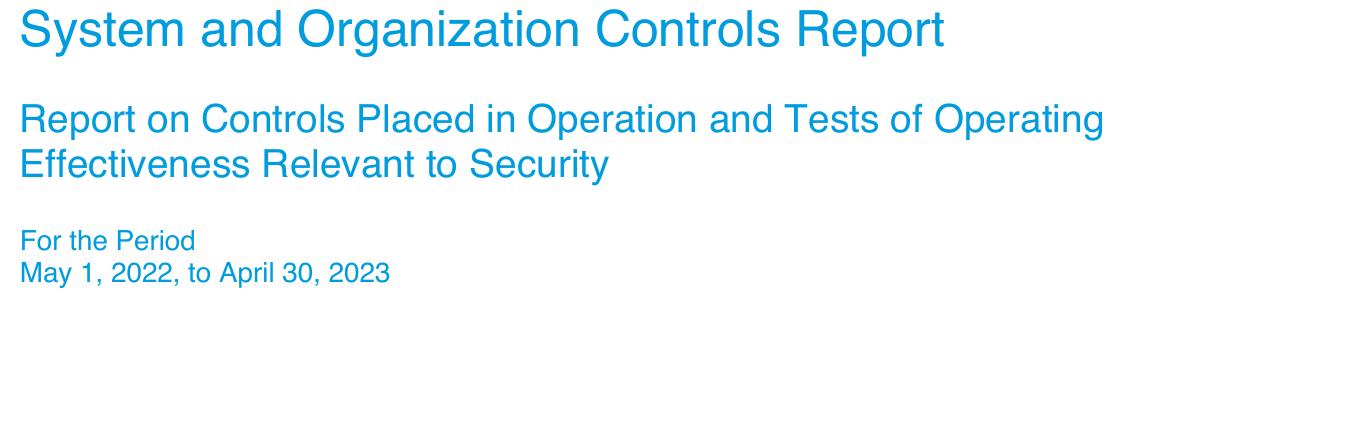 System and Organization Controls Report
Report on Controls Placed in Operation and Tests of Operating
Effectiveness Relevant to Security
For the Period
May 1, 2022, to April 30, 2023